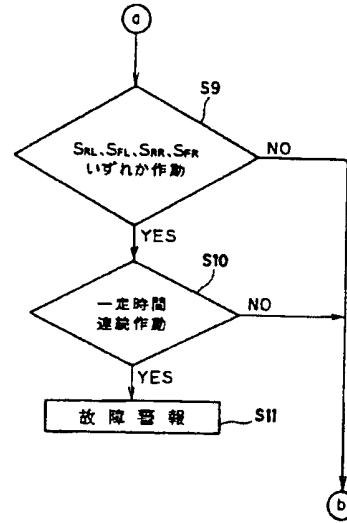 a
S9
SRL、SFL、SRR、SFR
いずれか作動
NO
YES
S10
一定時間
連続作動
NO
YES
故障警報
S11
b